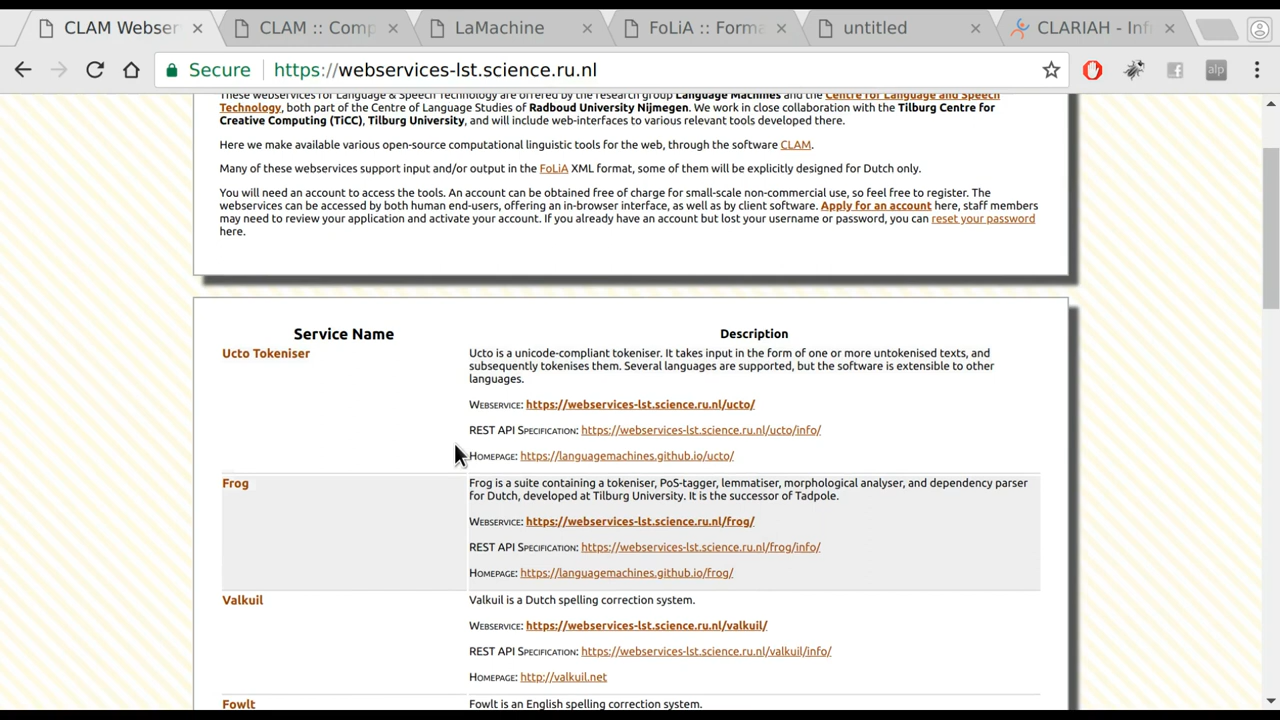 CLAM Webser
CLAM :: Comp
LaMachine
FoLiA :: Forma
untitled
CLARIAH - Inf
Secure
https://webservices-lst.science.ru.nl
alp
These webservices for Language & Speech Technology are offered by the research group Language Machines and the Centre for Language and Speech
Technology, both part of the Centre of Language Studies of Radboud University Nijmegen. We work in close collaboration with the Tilburg Centre for
Creative Computing (TiCC), Tilburg University, and will include web-interfaces to various relevant tools developed there.
Here we make available various open-source computational linguistic tools for the web, through the software CLAM.
Many of these webservices support input and/or output in the FoLiA XML format, some of them will be explicitly designed for Dutch only.
You will need an account to access the tools. An account can be obtained free of charge for small-scale non-commercial use, so feel free to register. The
webservices can be accessed by both human end-users, offering an in-browser interface, as well as by client software. Apply for an account here, staff members
may need to review your application and activate your account. If you already have an account but lost your username or password, you can reset your password
here.
Service Name
Description
Ucto Tokeniser
Ucto is a unicode-compliant tokeniser. It takes input in the form of one or more untokenised texts, and
subsequently tokenises them. Several languages are supported, but the software is extensible to other
languages.
Webservice: https://webservices-lst.science.ru.nl/ucto/
REST API Specification: https://webservices-lst.science.ru.nl/ucto/info/
Homepage: https://languagemachines.github.io/ucto/
Frog
Frog is a suite containing a tokeniser, PoS-tagger, lemmatiser, morphological analyser, and dependency parser
for Dutch, developed at Tilburg University. It is the successor of Tadpole.
Webservice: https://webservices-lst.science.ru.nl/frog/
REST API Specification: https://webservices-lst.science.ru.nl/frog/info/
Homepage: https://languagemachines.github.io/frog/
Valkuil
Valkuil is a Dutch spelling correction system.
Webservice: https://webservices-lst.science.ru.nl/valkuil/
REST API Specification: https://webservices-lst.science.ru.nl/valkuil/info/
Homepage: http://valkuil.net
Fowlt
Fowlt is an English spelling correction system.